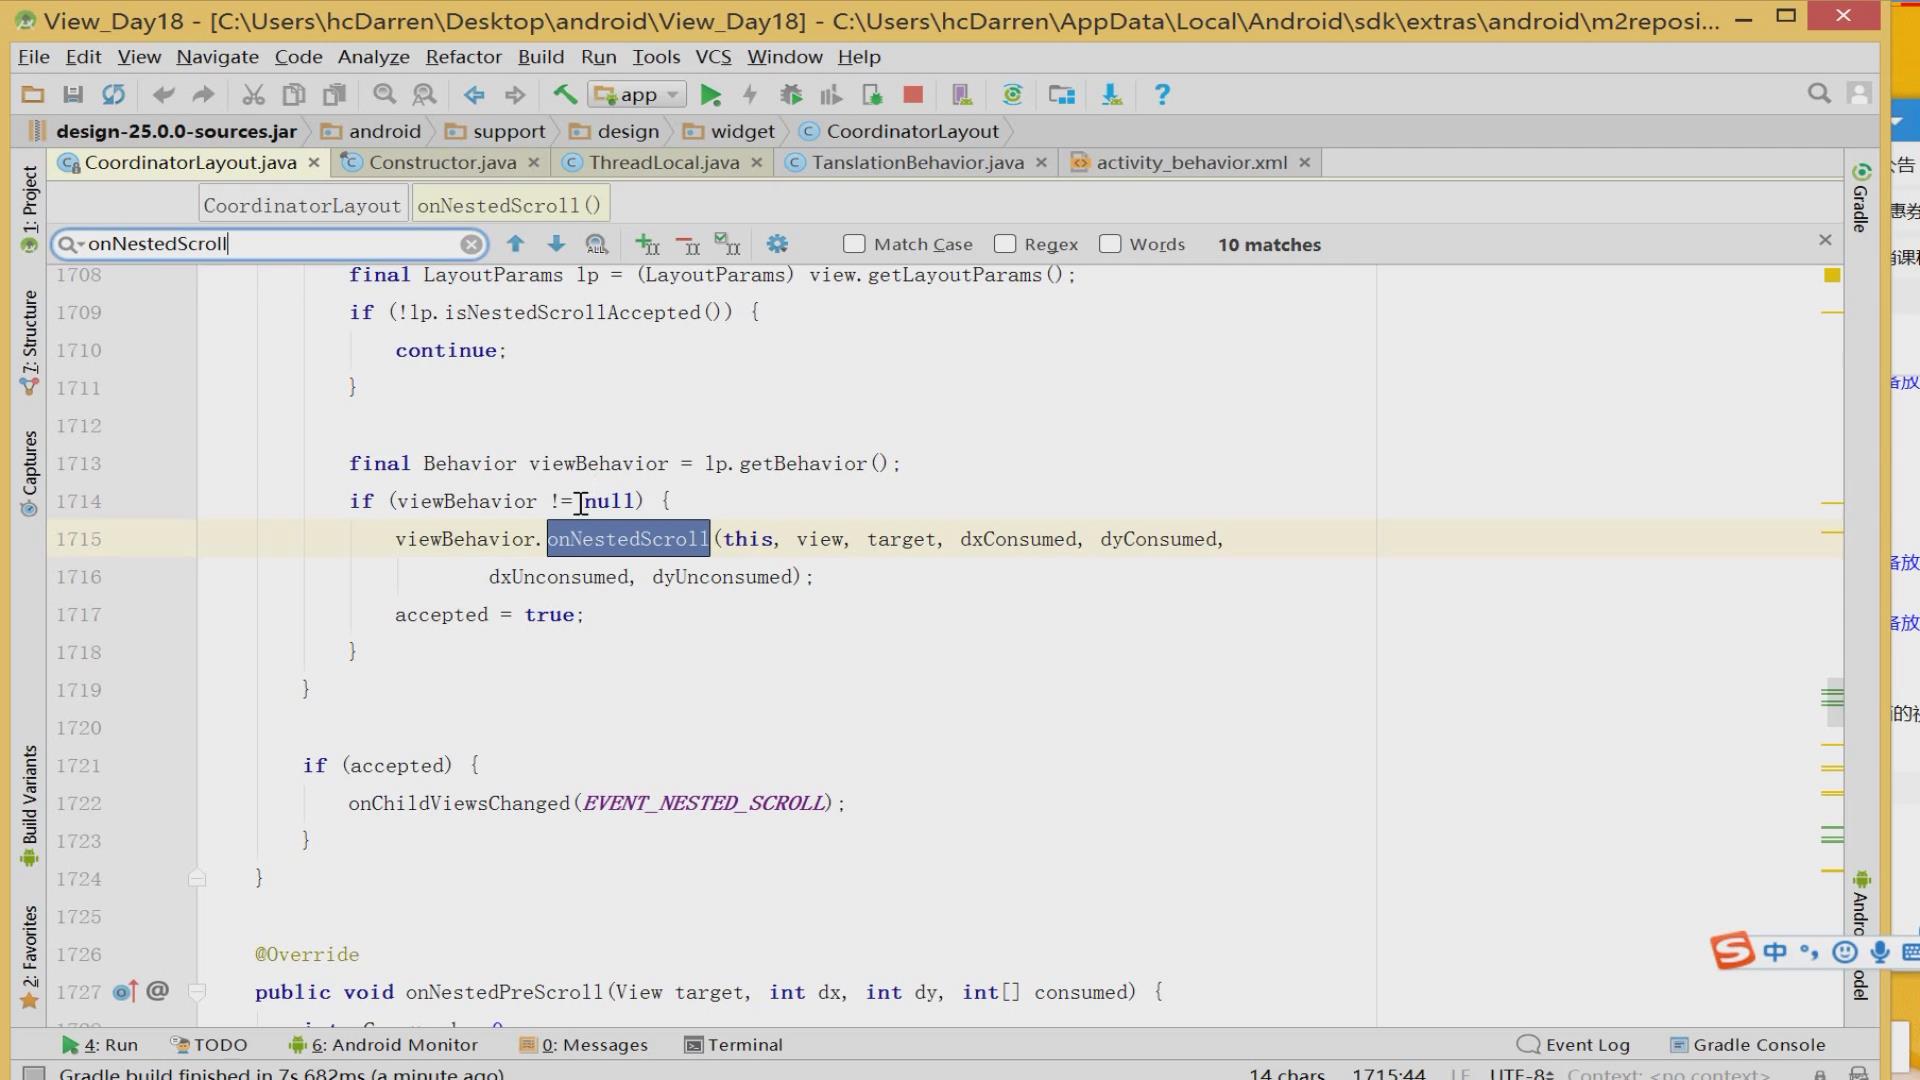 View_Day18 - [C:\Users\hcDarren\Desktop\android\View_Day18] - C:\Users\hcDarren\AppData\Local\Android\sdk\extras\android\m2reposi...
File Edit View Navigate Code Analyze Refactor Build Run Tools VCS Window Help
app
design-25.0.0-sources.jar android support design widget CoordinatorLayout
CoordinatorLayout.java Constructor.java ThreadLocal.java TanslationBehavior.java activity_behavior.xml
CoordinatorLayout onNestedScroll()
onNestedScroll Match Case Regex Words 10 matches
1708 final LayoutParams lp = (LayoutParams) view.getLayoutParams();
1709 if (!lp.isNestedScrollAccepted()) {
1710 continue;
1711 }
1712
1713 final Behavior viewBehavior = lp.getBehavior();
1714 if (viewBehavior != null) {
1715 viewBehavior.onNestedScroll(this, view, target, dxConsumed, dyConsumed,
1716 dxUnconsumed, dyUnconsumed);
1717 accepted = true;
1718 }
1719 }
1720
1721 if (accepted) {
1722 onChildViewsChanged(EVENT_NESTED_SCROLL);
1723 }
1724 }
1725
1726 @Override
1727 public void onNestedPreScroll(View target, int dx, int dy, int[] consumed) {
1: Project
7: Structure
Captures
Build Variants
2: Favorites
Gradle
中
4: Run TODO 6: Android Monitor 0: Messages Terminal Event Log Gradle Console
Gradle build finished in 7s 682ms (a minute ago) 14 chars 1715:44 LF UTF-8 Context: <no context>